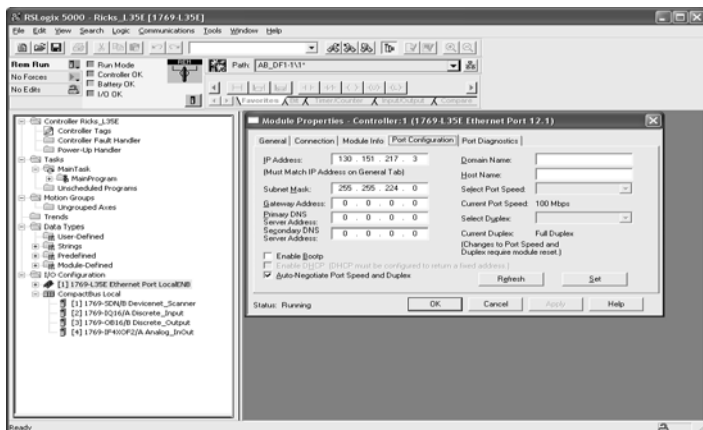 RSLogix 5000 - Ricks_L35E [1769-L35E]
File Edit View Search Logic Communications Tools Window Help
Rem Run
No Forces
No Edits
Run Mode
Controller OK
Battery OK
I/O OK
REM
Path: AB_DF1-1\1*
Favorites Bit Timer/Counter Input/Output Compare
Controller Ricks_L35E
Controller Tags
Controller Fault Handler
Power-Up Handler
Tasks
MainTask
MainProgram
Unscheduled Programs
Motion Groups
Ungrouped Axes
Trends
Data Types
User-Defined
Strings
Predefined
Module-Defined
I/O Configuration
[1] 1769-L35E Ethernet Port LocalENB
CompactBus Local
[1] 1769-SDN/B Devicenet_Scanner
[2] 1769-IQ16/A Discrete_Input
[3] 1769-OB16/B Discrete_Output
[4] 1769-IF4XOF2/A Analog_InOut
Module Properties - Controller:1 (1769-L35E Ethernet Port 12.1)
General Connection Module Info Port Configuration Port Diagnostics
IP Address: 130 . 151 . 217 . 3
(Must Match IP Address on General Tab)
Subnet Mask: 255 . 255 . 224 . 0
Gateway Address: 0 . 0 . 0 . 0
Primary DNS Server Address: 0 . 0 . 0 . 0
Secondary DNS Server Address: 0 . 0 . 0 . 0
Enable Bootp
Enable DHCP (DHCP must be configured to return a fixed address.)
Auto-Negotiate Port Speed and Duplex
Domain Name:
Host Name:
Select Port Speed:
Current Port Speed: 100 Mbps
Select Duplex:
Current Duplex: Full Duplex
(Changes to Port Speed and
Duplex require module reset.)
Refresh Set
Status: Running
OK Cancel Apply Help
Ready